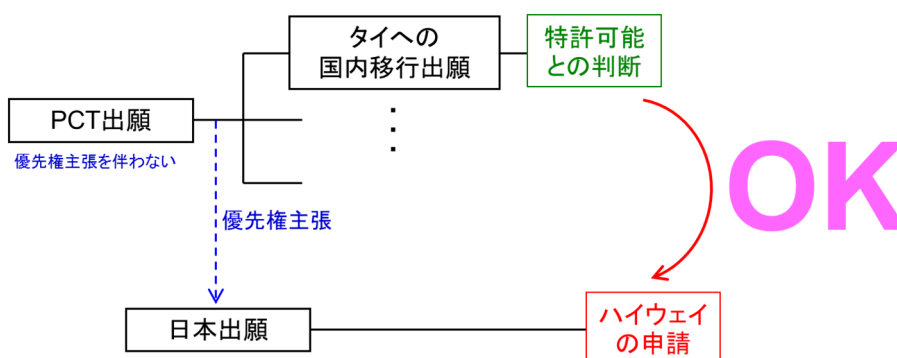 タイへの
国内移行出願
特許可能
との判断
PCT出願
優先権主張を伴わない
優先権主張
OK
日本出願
ハイウェイ
の申請